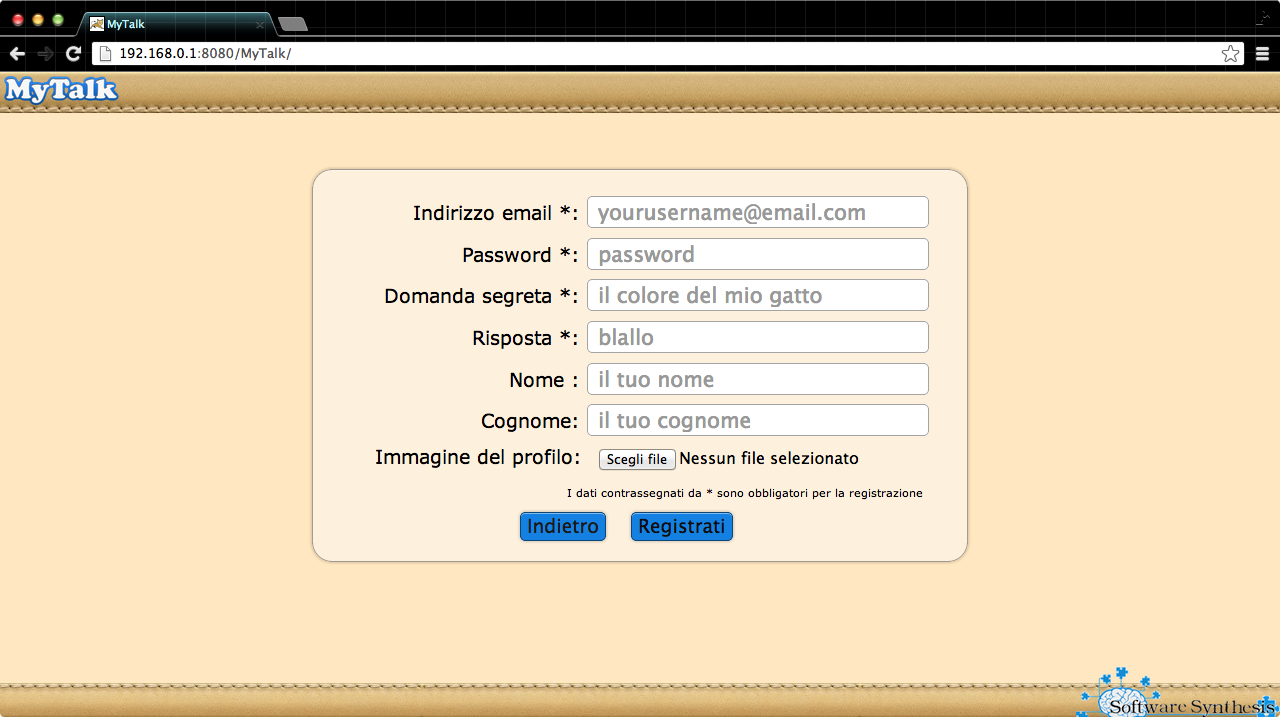 MyTalk
192.168.0.1:8080/MyTalk/
MyTalk
Indirizzo email *: yourusername@email.com
Password *: password
Domanda segreta *: il colore del mio gatto
Risposta *: blallo
Nome : il tuo nome
Cognome: il tuo cognome
Immagine del profilo: Scegli file Nessun file selezionato
I dati contrassegnati da * sono obbligatori per la registrazione
Indietro Registrati
Software Synthesis